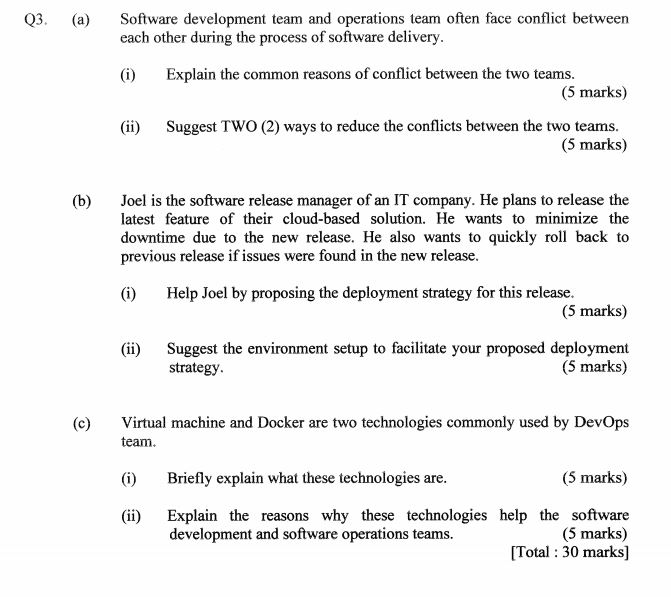 Q3. (a) Software development team and operations team often face conflict between
each other during the process of software delivery.
(i) Explain the common reasons of conflict between the two teams.
(5 marks)
(ii) Suggest TWO (2) ways to reduce the conflicts between the two teams.
(5 marks)
(b) Joel is the software release manager of an IT company. He plans to release the
latest feature of their cloud-based solution. He wants to minimize the
downtime due to the new release. He also wants to quickly roll back to
previous release if issues were found in the new release.
(i) Help Joel by proposing the deployment strategy for this release.
(5 marks)
(ii) Suggest the environment setup to facilitate your proposed deployment
strategy. (5 marks)
(c) Virtual machine and Docker are two technologies commonly used by DevOps
team.
(i) Briefly explain what these technologies are. (5 marks)
(ii) Explain the reasons why these technologies help the software
development and software operations teams. (5 marks)
[Total : 30 marks]